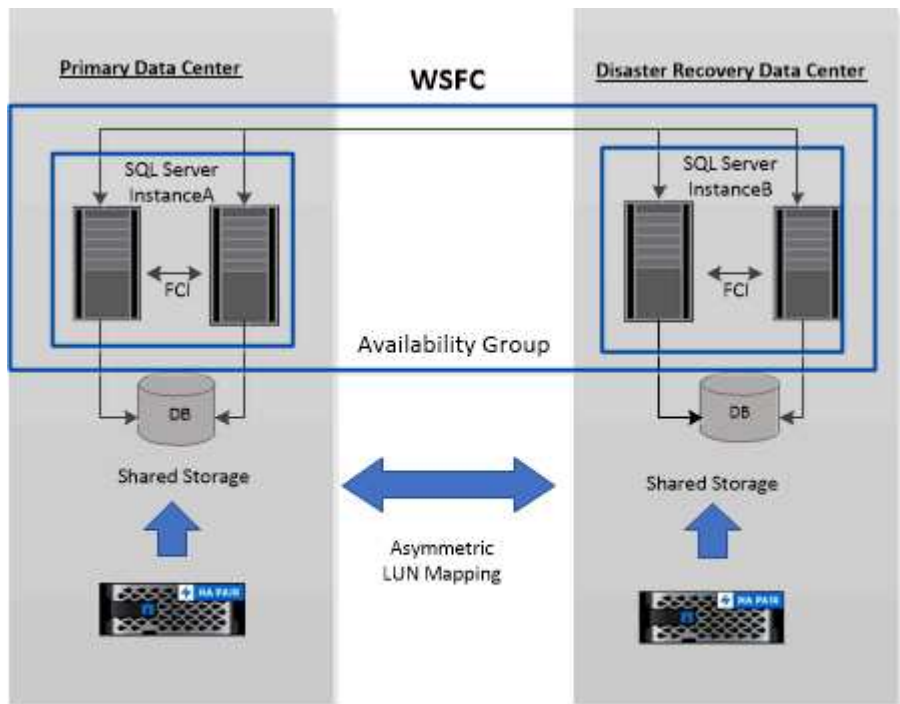 Primary Data Center
WSFC
Disaster Recovery Data Center
SQL Server
InstanceA
FCI
SQL Server
InstanceB
FCI
Availability Group
DB
DB
Shared Storage
Shared Storage
Asymmetric
LUN Mapping
HA PAIR
HA PAIR